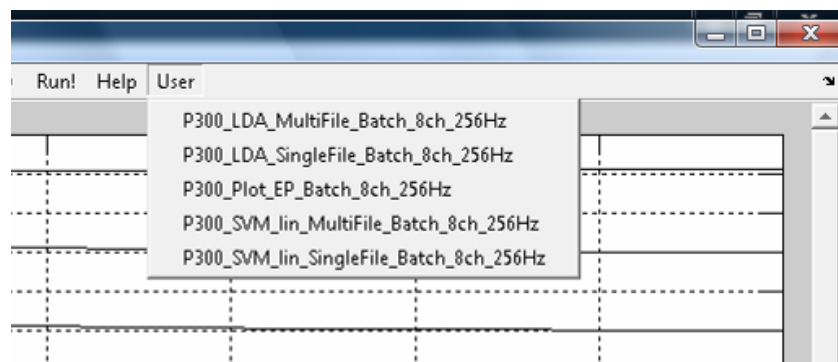 Run! Help User
P300_LDA_MultiFile_Batch_8ch_256Hz
P300_LDA_SingleFile_Batch_8ch_256Hz
P300_Plot_EP_Batch_8ch_256Hz
P300_SVM_lin_MultiFile_Batch_8ch_256Hz
P300_SVM_lin_SingleFile_Batch_8ch_256Hz